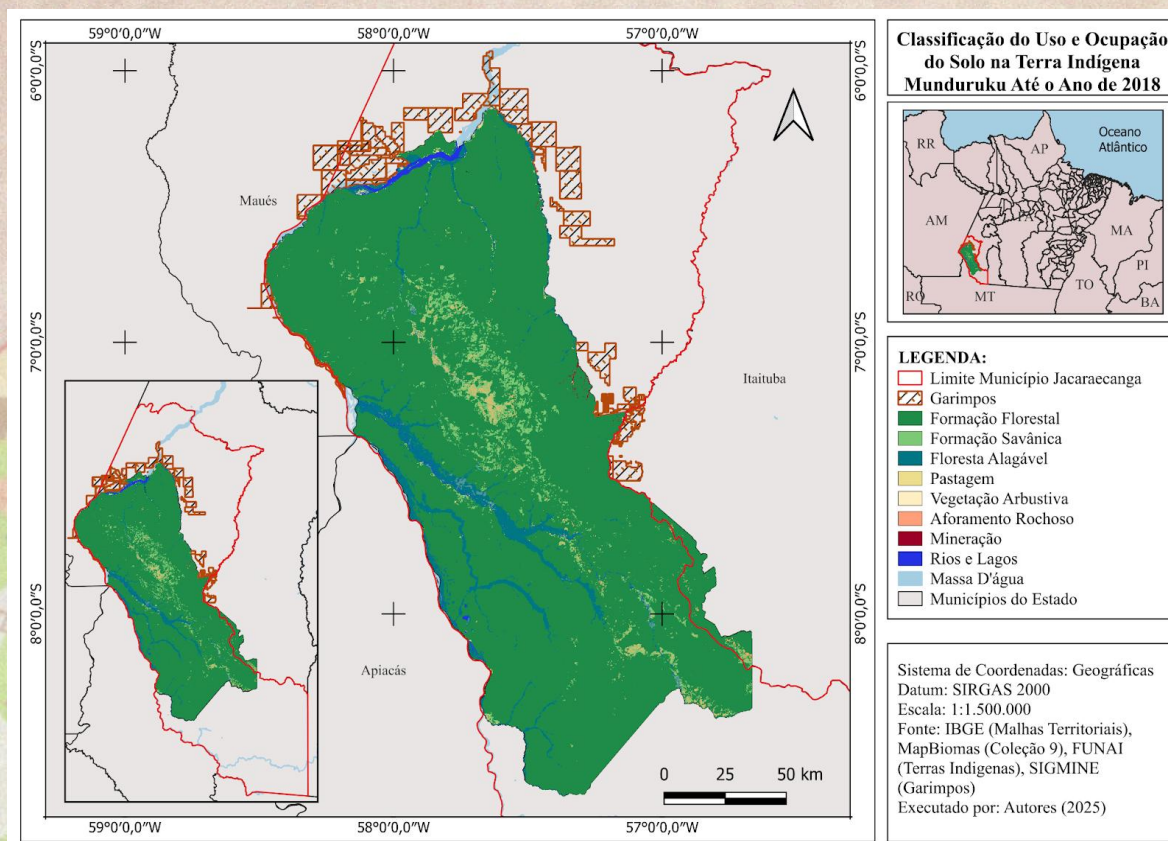 59°0'0,0"W
58°0'0,0"W
57°0'0,0"W
6°0'0,0"S
7°0'0,0"S
8°0'0,0"S
6°0'0,0"S
7°0'0,0"S
8°0'0,0"S
Maués
Itaituba
Apiacás
0 25 50 km
59°0'0,0"W
58°0'0,0"W
57°0'0,0"W
Classificação do Uso e Ocupação
do Solo na Terra Indígena
Munduruku Até o Ano de 2018
RR
AP
Oceano
Atlântico
AM
MA
PI
TO
RO
MT
BA
LEGENDA:
Limite Município Jacaraecanga
Garimpos
Formação Florestal
Formação Savânica
Floresta Alagável
Pastagem
Vegetação Arbustiva
Aforamento Rochoso
Mineração
Rios e Lagos
Massa D'água
Municípios do Estado
Sistema de Coordenadas: Geográficas
Datum: SIRGAS 2000
Escala: 1:1.500.000
Fonte: IBGE (Malhas Territoriais),
MapBiomas (Coleção 9), FUNAI
(Terras Indigenas), SIGMINE
(Garimpos)
Executado por: Autores (2025)